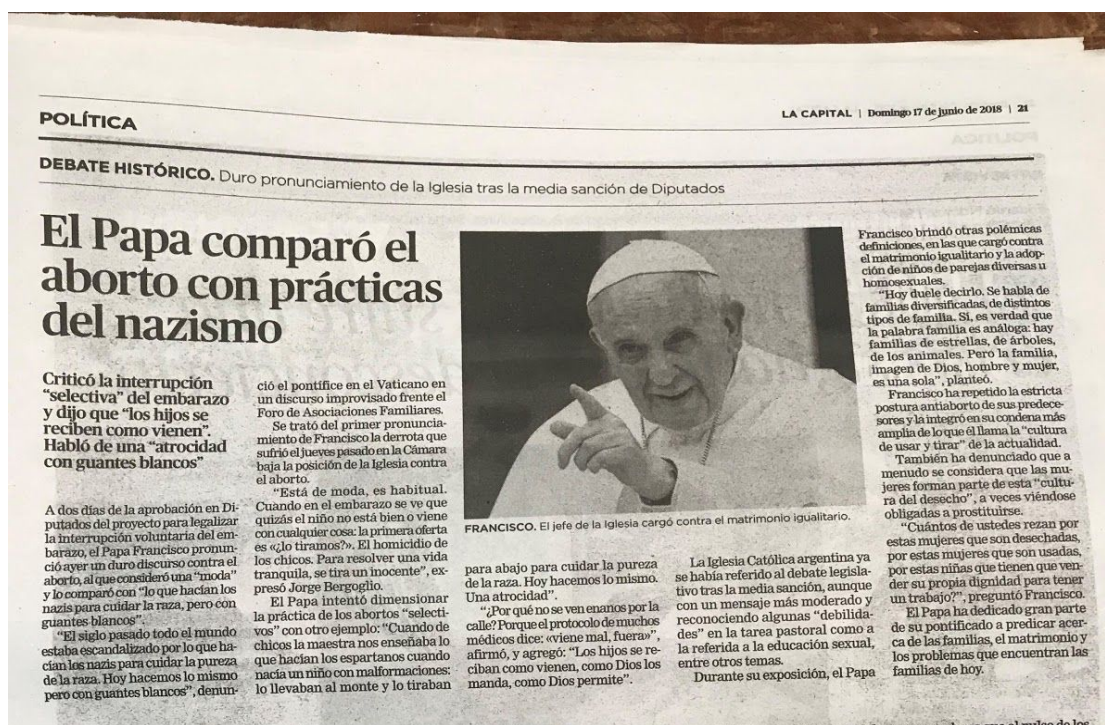 POLÍTICA
LA CAPITAL | Domingo 17 de junio de 2018 | 21
DEBATE HISTÓRICO. Duro pronunciamiento de la Iglesia tras la media sanción de Diputados
El Papa comparó el
aborto con prácticas
del nazismo
Criticó la interrupción
“selectiva” del embarazo
y dijo que “los hijos se
reciben como vienen”.
Habló de una “atrocidad
con guantes blancos”
A dos días de la aprobación en Di-
putados del proyecto para legalizar
la interrupción voluntaria del em-
barazo, el Papa Francisco pronun-
ció ayer un duro discurso contra el
aborto, al que consideró una “moda”
y lo comparó con “lo que hacían los
nazis para cuidar la raza, pero con
guantes blancos”.
“El siglo pasado todo el mundo
estaba escandalizado por lo que ha-
cían los nazis para cuidar la pureza
de la raza. Hoy hacemos lo mismo
pero con guantes blancos”, denun-
ció el pontífice en el Vaticano en
un discurso improvisado frente el
Foro de Asociaciones Familiares.
Se trató del primer pronuncia-
miento de Francisco la derrota que
sufrió el jueves pasado en la Cámara
baja la posición de la Iglesia contra
el aborto.
“Está de moda, es habitual.
Cuando en el embarazo se ve que
quizás el niño no está bien o viene
con cualquier cosa: la primera oferta
es «¿lo tiramos?». El homicidio de
los chicos. Para resolver una vida
tranquila, se tira un inocente”, ex-
presó Jorge Bergoglio.
El Papa intentó dimensionar
la práctica de los abortos “selecti-
vos” con otro ejemplo: “Cuando de
chicos la maestra nos enseñaba lo
que hacían los espartanos cuando
nacía un niño con malformaciones:
lo llevaban al monte y lo tiraban
FRANCISCO. El jefe de la Iglesia cargó contra el matrimonio igualitario.
para abajo para cuidar la pureza
de la raza. Hoy hacemos lo mismo.
Una atrocidad”.
“¿Por qué no se ven enanos por la
calle? Porque el protocolo de muchos
médicos dice: «viene mal, fuera»”,
afirmó, y agregó: “Los hijos se re-
ciban como vienen, como Dios los
manda, como Dios permite”.
La Iglesia Católica argentina ya
se había referido al debate legisla-
tivo tras la media sanción, aunque
con un mensaje más moderado y
reconociendo algunas “debilida-
des” en la tarea pastoral como a
la referida a la educación sexual,
entre otros temas.
Durante su exposición, el Papa
Francisco brindó otras polémicas
definiciones, en las que cargó contra
el matrimonio igualitario y la adop-
ción de niños de parejas diversas u
homosexuales.
“Hoy duele decirlo. Se habla de
familias diversificadas, de distintos
tipos de familia. Sí, es verdad que
la palabra familia es análoga: hay
familias de estrellas, de árboles,
de los animales. Pero la familia,
imagen de Dios, hombre y mujer,
es una sola”, planteó.
Francisco ha repetido la estricta
postura antiaborto de sus predece-
sores y la integró en su condena más
amplia de lo que él llama la “cultura
de usar y tirar” de la actualidad.
También ha denunciado que a
menudo se considera que las mu-
jeres forman parte de esta “cultu-
ra del desecho”, a veces viéndose
obligadas a prostituirse.
“Cuántos de ustedes rezan por
estas mujeres que son desechadas,
por estas mujeres que son usadas,
por estas niñas que tienen que ven-
der su propia dignidad para tener
un trabajo?”, preguntó Francisco.
El Papa ha dedicado gran parte
de su pontificado a predicar acer-
ca de las familias, el matrimonio y
los problemas que encuentran las
familias de hoy.